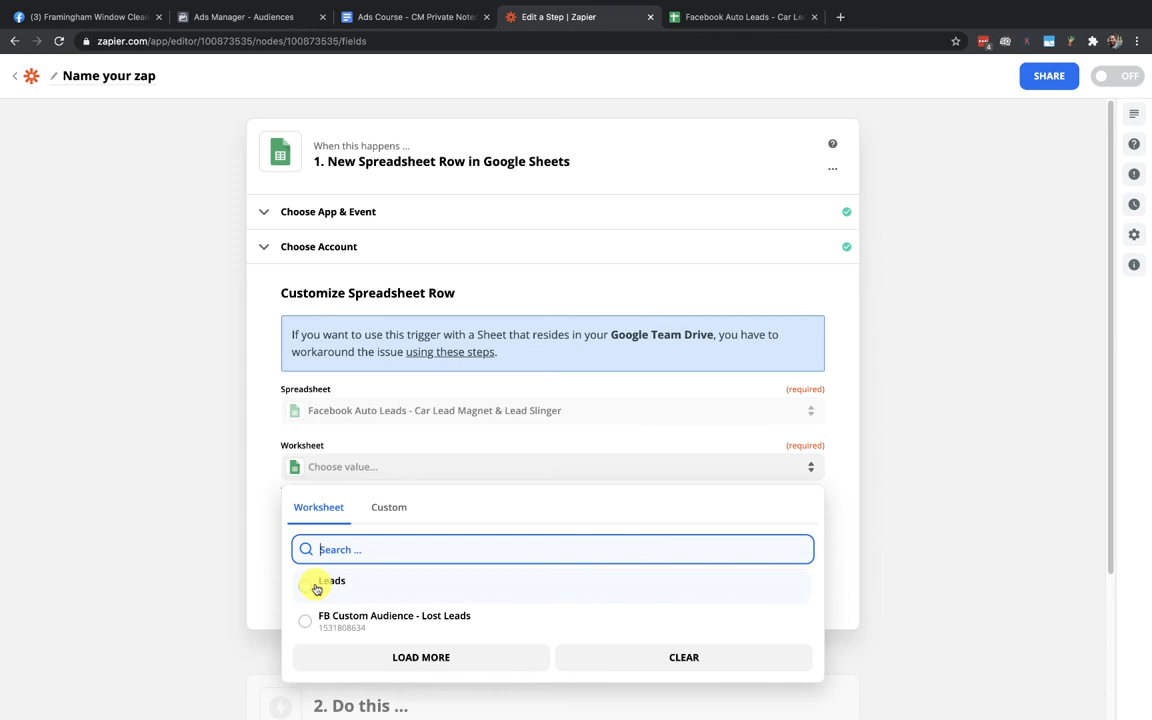 (3) Framingham Window Clean
Ads Manager - Audiences
Ads Course - CM Private Notes
Edit a Step | Zapier
Facebook Auto Leads - Car Le
zapier.com/app/editor/100873535/nodes/100873535/fields
4
K
Name your zap
SHARE
OFF
When this happens ...
1. New Spreadsheet Row in Google Sheets
Choose App & Event
Choose Account
Customize Spreadsheet Row
If you want to use this trigger with a Sheet that resides in your Google Team Drive, you have to
workaround the issue using these steps.
Spreadsheet (required)
Facebook Auto Leads - Car Lead Magnet & Lead Slinger
Worksheet (required)
Choose value...
Worksheet Custom
Search ...
Leads
FB Custom Audience - Lost Leads
1531808634
LOAD MORE CLEAR
2. Do this ...